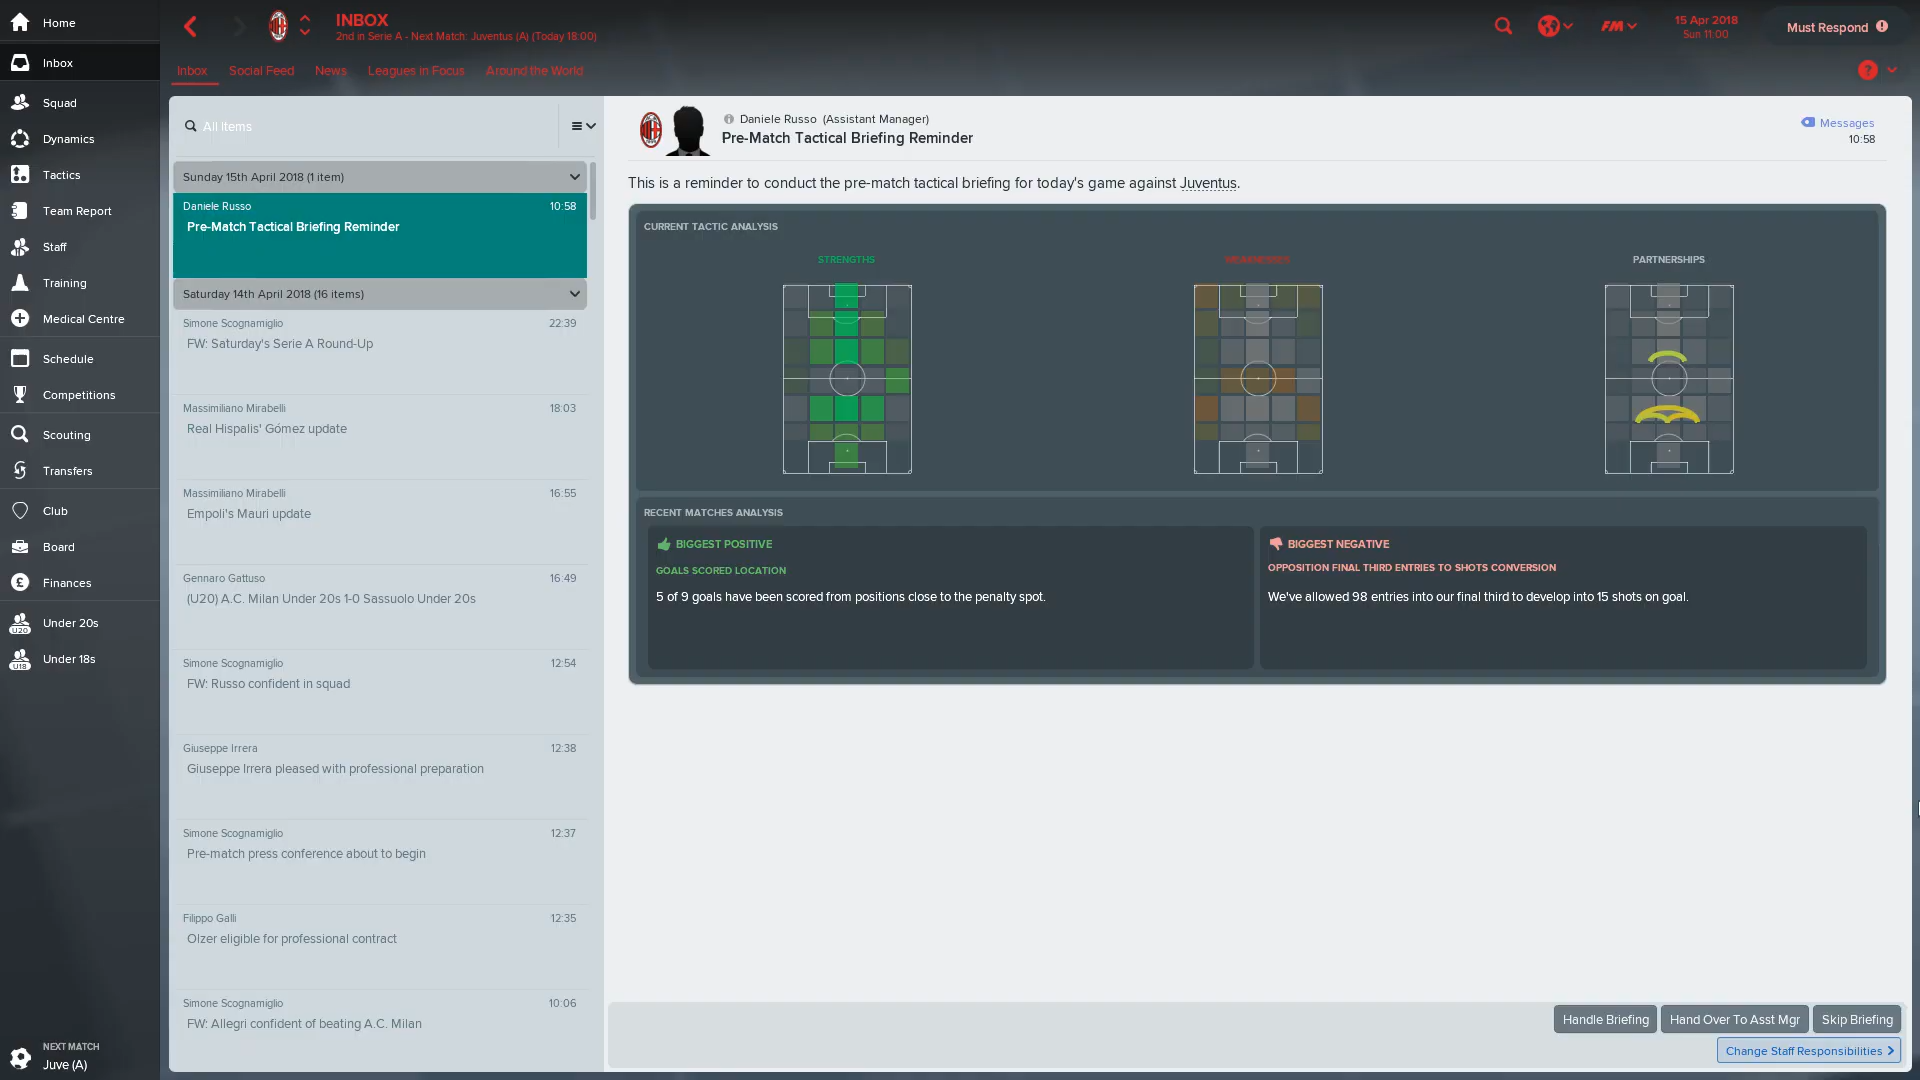 Home
Inbox
Squad
Dynamics
Tactics
Team Report
Staff
Training
Medical Centre
Schedule
Competitions
Scouting
Transfers
Club
Board
Finances
U20
Under 20s
U18
Under 18s
NEXT MATCH
Juve (A)
INBOX
2nd in Serie A - Next Match: Juventus (A) (Today 18:00)
FM
15 Apr 2018
Sun 11:00
Must Respond
Inbox Social Feed News Leagues in Focus Around the World
All Items
Sunday 15th April 2018 (1 item)
Daniele Russo 10:58
Pre-Match Tactical Briefing Reminder
Saturday 14th April 2018 (16 items)
Simone Scognamiglio 22:39
FW: Saturday's Serie A Round-Up
Massimiliano Mirabelli 18:03
Real Hispalis' Gómez update
Massimiliano Mirabelli 16:55
Empoli's Mauri update
Gennaro Gattuso 16:49
(U20) A.C. Milan Under 20s 1-0 Sassuolo Under 20s
Simone Scognamiglio 12:54
FW: Russo confident in squad
Giuseppe Irrera 12:38
Giuseppe Irrera pleased with professional preparation
Simone Scognamiglio 12:37
Pre-match press conference about to begin
Filippo Galli 12:35
Olzer eligible for professional contract
Simone Scognamiglio 10:06
FW: Allegri confident of beating A.C. Milan
Daniele Russo (Assistant Manager)
Pre-Match Tactical Briefing Reminder
Messages
10:58
This is a reminder to conduct the pre-match tactical briefing for today's game against Juventus.
CURRENT TACTIC ANALYSIS
STRENGTHS
WEAKNESSES
PARTNERSHIPS
RECENT MATCHES ANALYSIS
BIGGEST POSITIVE
GOALS SCORED LOCATION
5 of 9 goals have been scored from positions close to the penalty spot.
BIGGEST NEGATIVE
OPPOSITION FINAL THIRD ENTRIES TO SHOTS CONVERSION
We've allowed 98 entries into our final third to develop into 15 shots on goal.
Handle Briefing
Hand Over To Asst Mgr
Skip Briefing
Change Staff Responsibilities